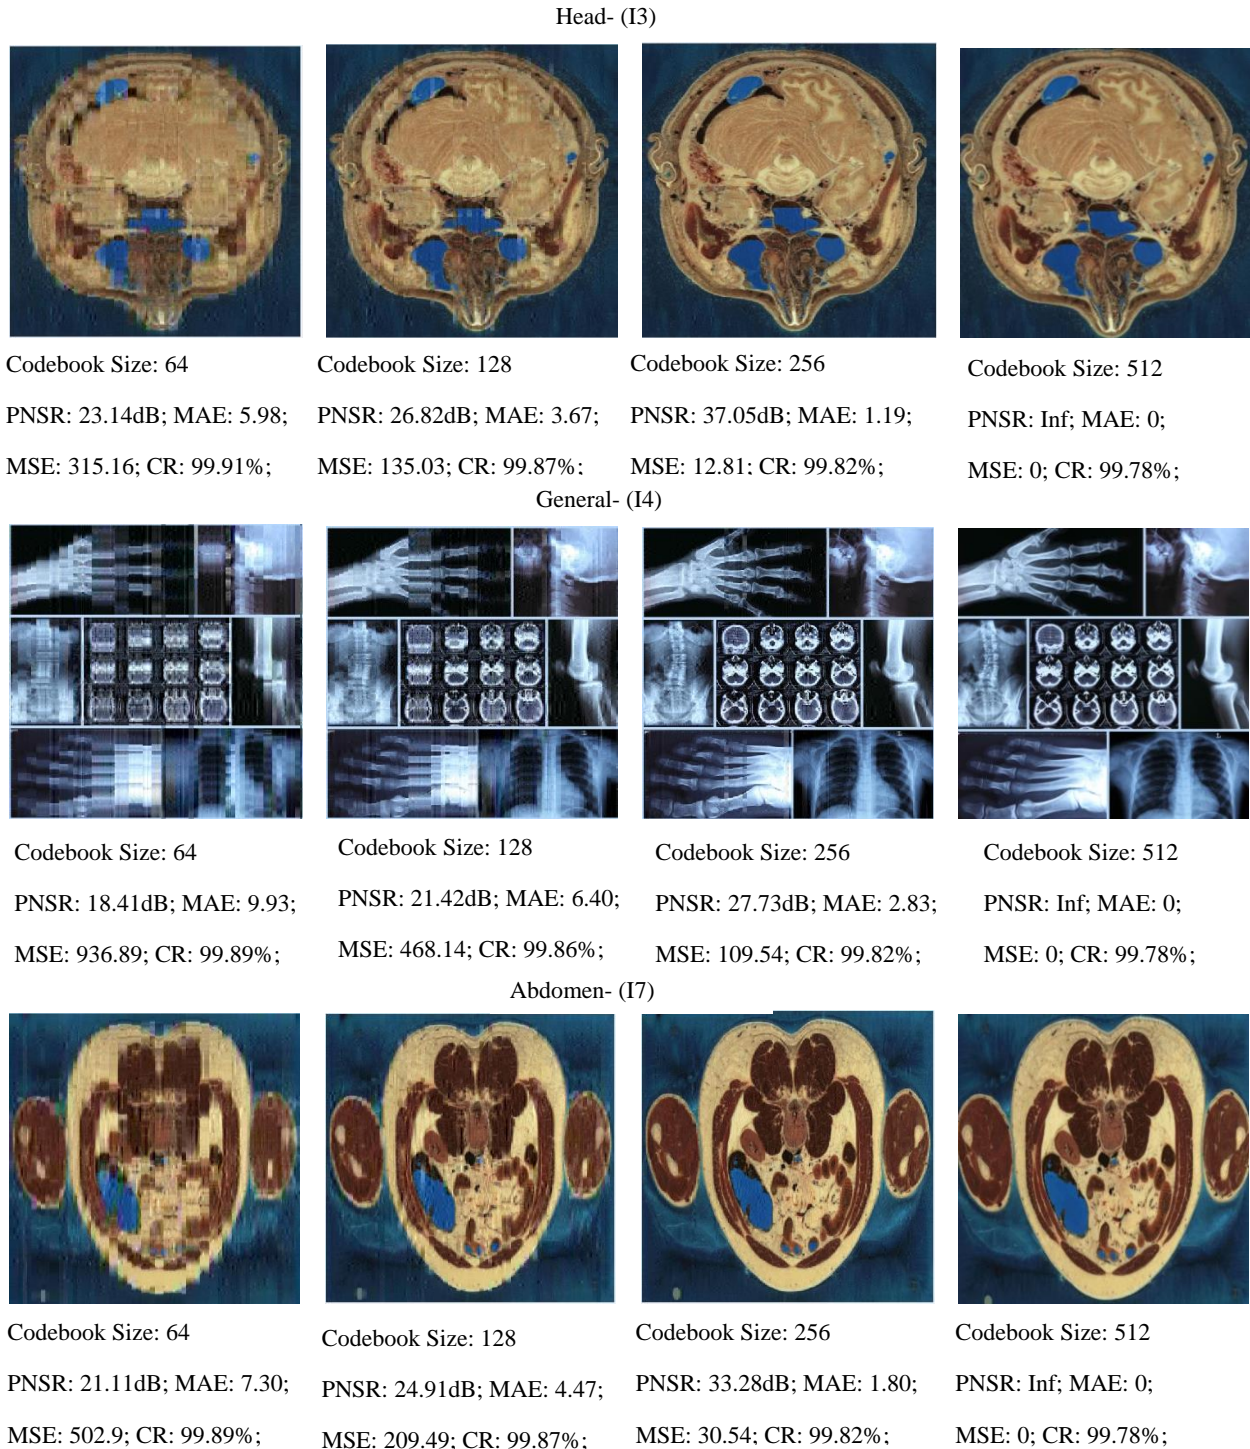 Head- (I3)
Codebook Size: 64
PNSR: 23.14dB; MAE: 5.98;
MSE: 315.16; CR: 99.91%;
Codebook Size: 128
PNSR: 26.82dB; MAE: 3.67;
MSE: 135.03; CR: 99.87%;
Codebook Size: 256
PNSR: 37.05dB; MAE: 1.19;
MSE: 12.81; CR: 99.82%;
Codebook Size: 512
PNSR: Inf; MAE: 0;
MSE: 0; CR: 99.78%;
General- (I4)
Codebook Size: 64
PNSR: 18.41dB; MAE: 9.93;
MSE: 936.89; CR: 99.89%;
Codebook Size: 128
PNSR: 21.42dB; MAE: 6.40;
MSE: 468.14; CR: 99.86%;
Codebook Size: 256
PNSR: 27.73dB; MAE: 2.83;
MSE: 109.54; CR: 99.82%;
Codebook Size: 512
PNSR: Inf; MAE: 0;
MSE: 0; CR: 99.78%;
Abdomen- (I7)
Codebook Size: 64
PNSR: 21.11dB; MAE: 7.30;
MSE: 502.9; CR: 99.89%;
Codebook Size: 128
PNSR: 24.91dB; MAE: 4.47;
MSE: 209.49; CR: 99.87%;
Codebook Size: 256
PNSR: 33.28dB; MAE: 1.80;
MSE: 30.54; CR: 99.82%;
Codebook Size: 512
PNSR: Inf; MAE: 0;
MSE: 0; CR: 99.78%;